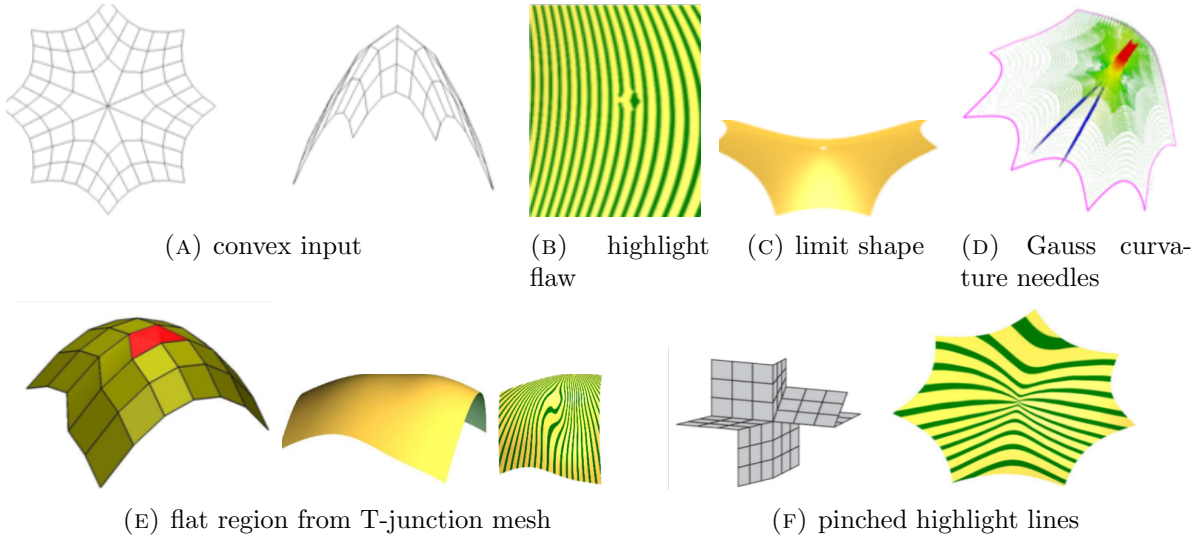 (A) convex input
(B) highlight
flaw
(C) limit shape
(D) Gauss curva-
ture needles
(E) flat region from T-junction mesh
(F) pinched highlight lines